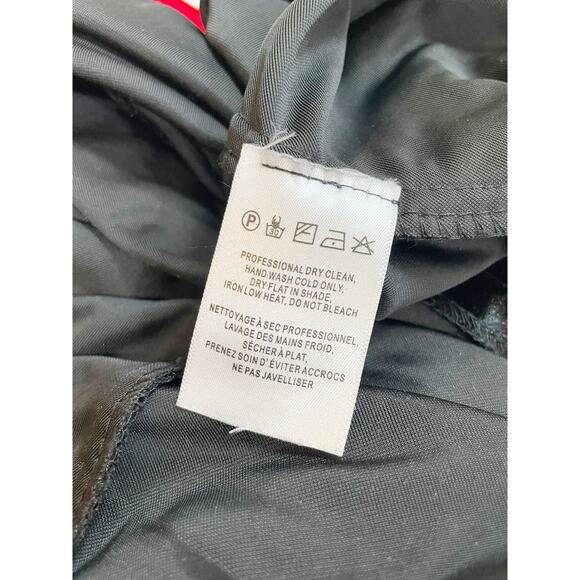 P 30
PROFESSIONAL DRY CLEAN,
HAND WASH COLD ONLY.
DRY FLAT IN SHADE,
IRON LOW HEAT, DO NOT BLEACH
NETTOYAGE À SEC PROFESSIONNEL.
LAVAGE DES MAINS FROID,
SÉCHER À PLAT,
PRENEZ SOIN D' ÉVITER ACCROCS
NE PAS JAVELLISER